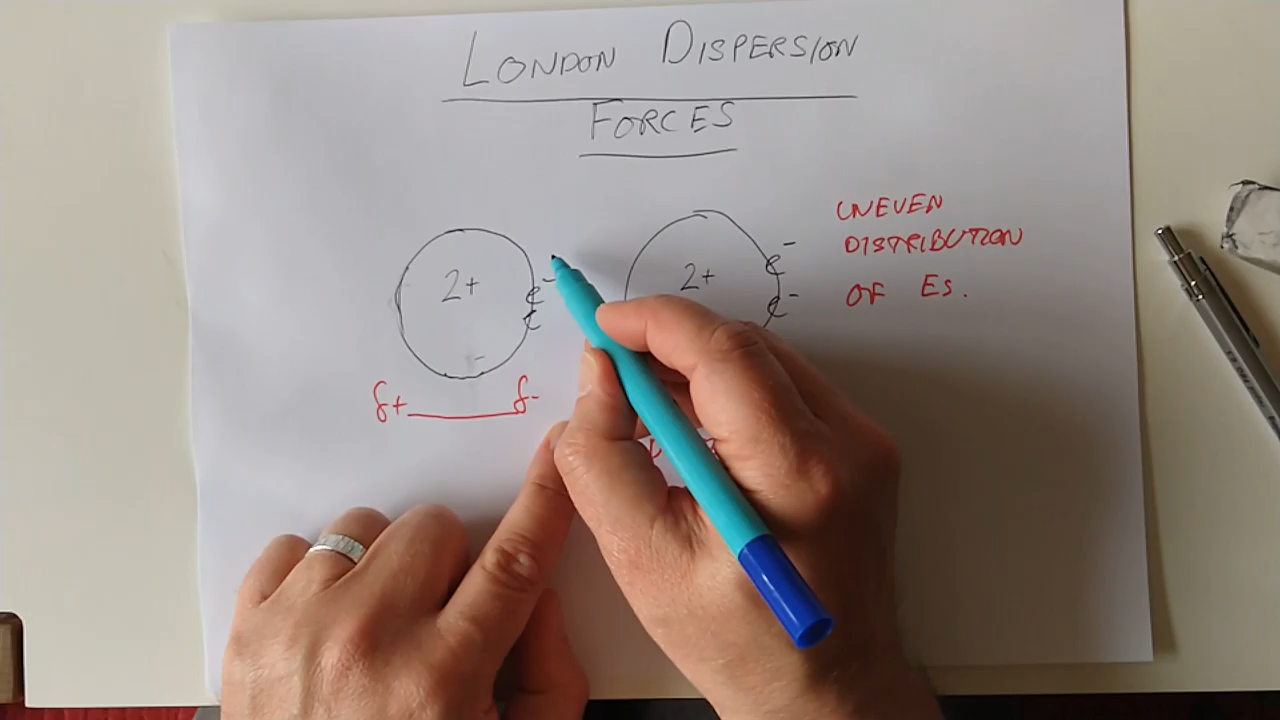 LONDON DISPERSION
FORCES
UNEVEN
DISTRIBUTION
OF ES.
2+
e-
e
2+
e-
e-
δ+ δ-